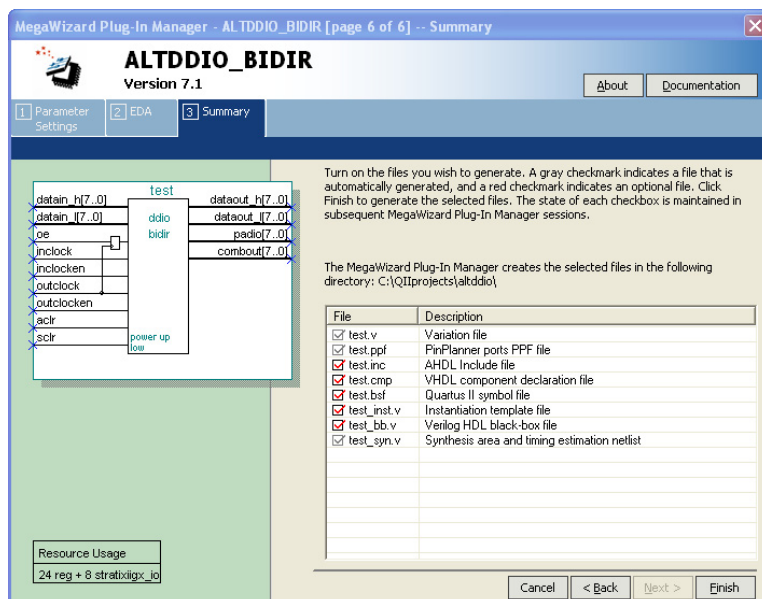 MegaWizard Plug-In Manager - ALTDDIO_BIDIR [page 6 of 6] -- Summary
ALTDDIO_BIDIR
Version 7.1
About
Documentation
1 Parameter Settings
2 EDA
3 Summary
test
datain_h[7..0]
datain_l[7..0]
oe
inclock
inclocken
outclock
outclocken
aclr
sclr
ddio
bidir
power up
low
dataout_h[7..0]
dataout_l[7..0]
padio[7..0]
combout[7..0]
Resource Usage
24 reg + 8 stratixiigx_io
Turn on the files you wish to generate. A gray checkmark indicates a file that is
automatically generated, and a red checkmark indicates an optional file. Click
Finish to generate the selected files. The state of each checkbox is maintained in
subsequent MegaWizard Plug-In Manager sessions.
The MegaWizard Plug-In Manager creates the selected files in the following
directory: C:\QIIprojects\altddio\
File Description
test.v Variation file
test.ppf PinPlanner ports PPF file
test.inc AHDL Include file
test.cmp VHDL component declaration file
test.bsf Quartus II symbol file
test_inst.v Instantiation template file
test_bb.v Verilog HDL black-box file
test_syn.v Synthesis area and timing estimation netlist
Cancel
< Back
Next >
Finish